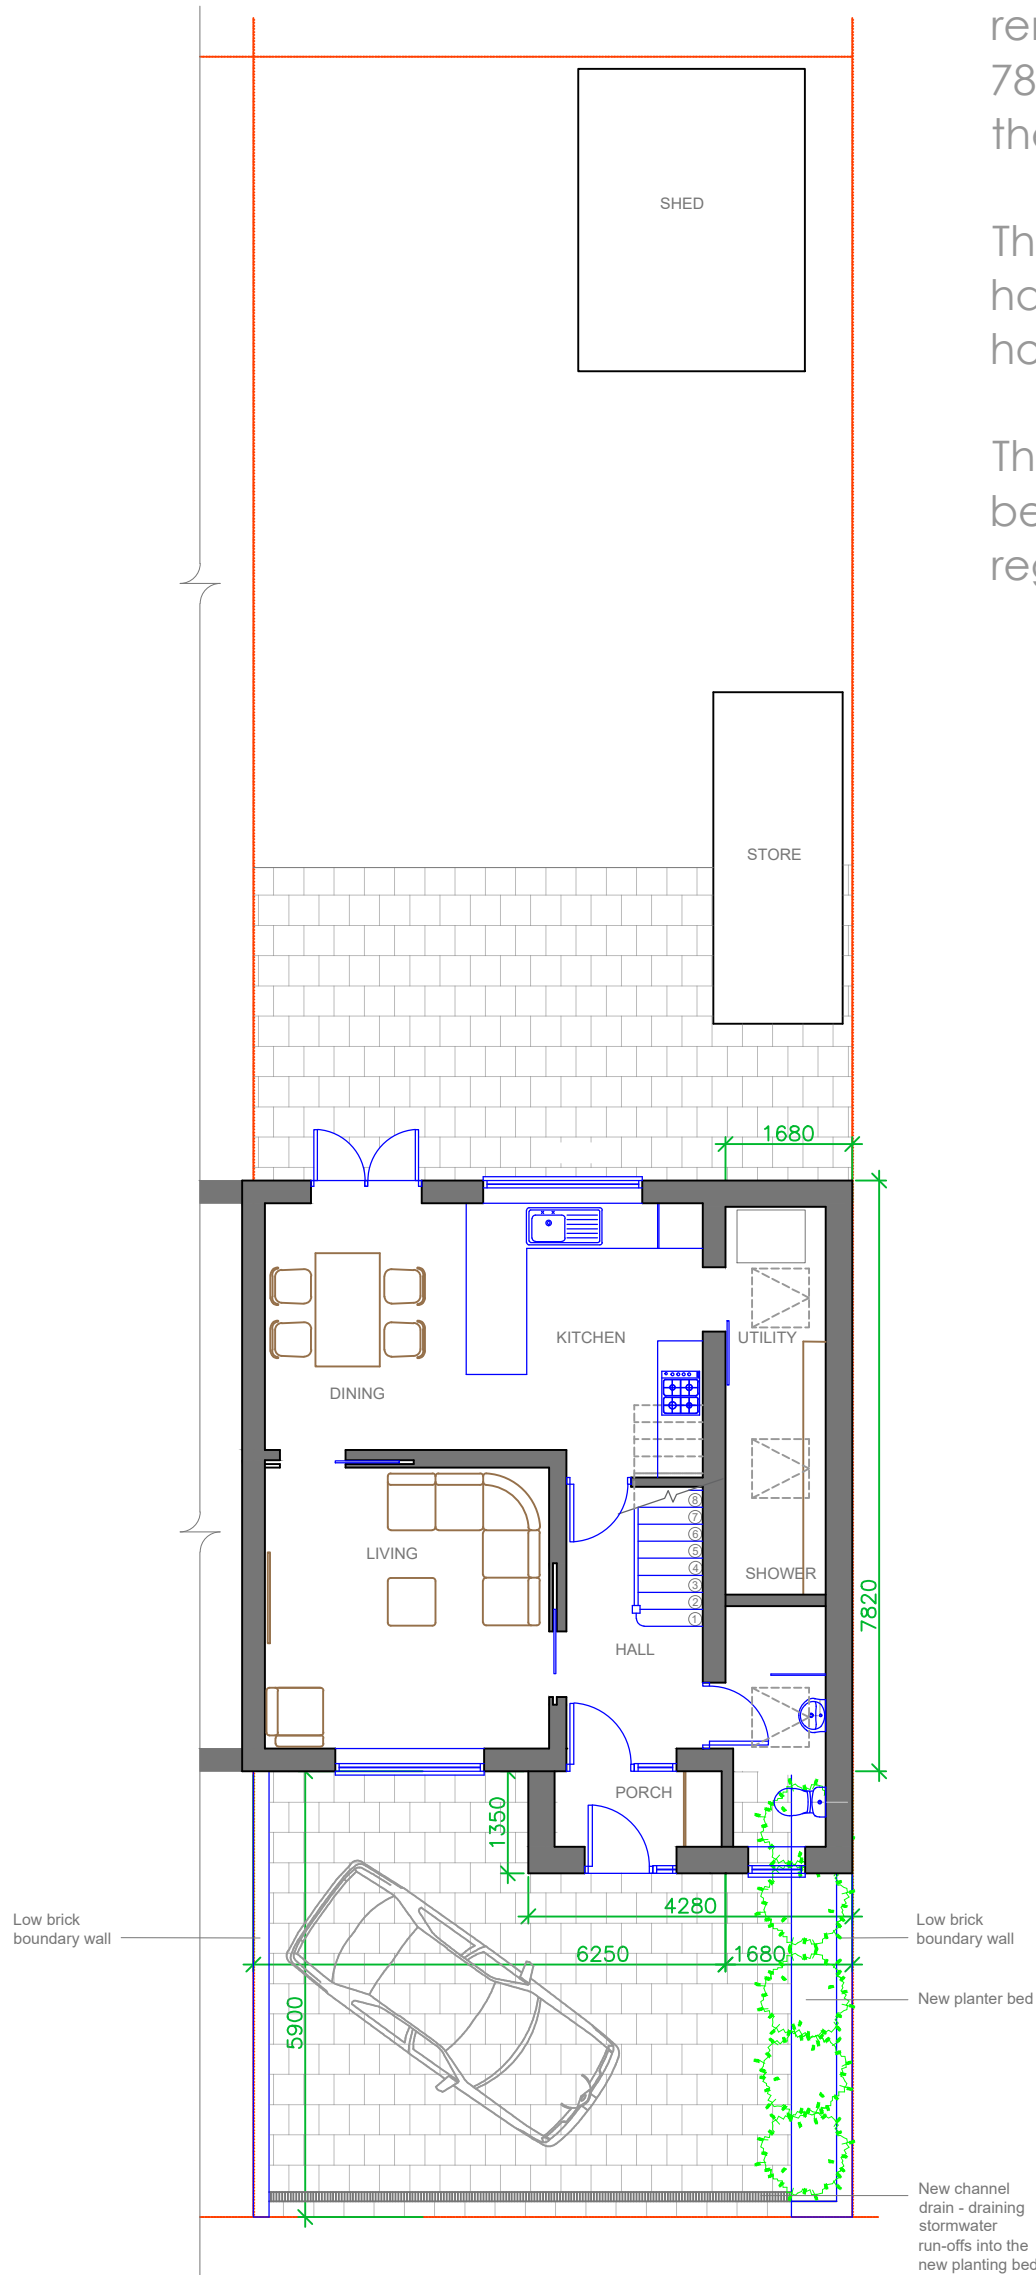 SHED
STORE
1680
KITCHEN
UTILITY
DINING
LIVING
8
7
6
5
4
3
2
1
SHOWER
7820
HALL
PORCH
1350
4280
6250
1680
5900
Low brick
boundary wall
Low brick
boundary wall
New planter bed
New channel
drain - draining
stormwater
run-offs into the
new planting bed
78